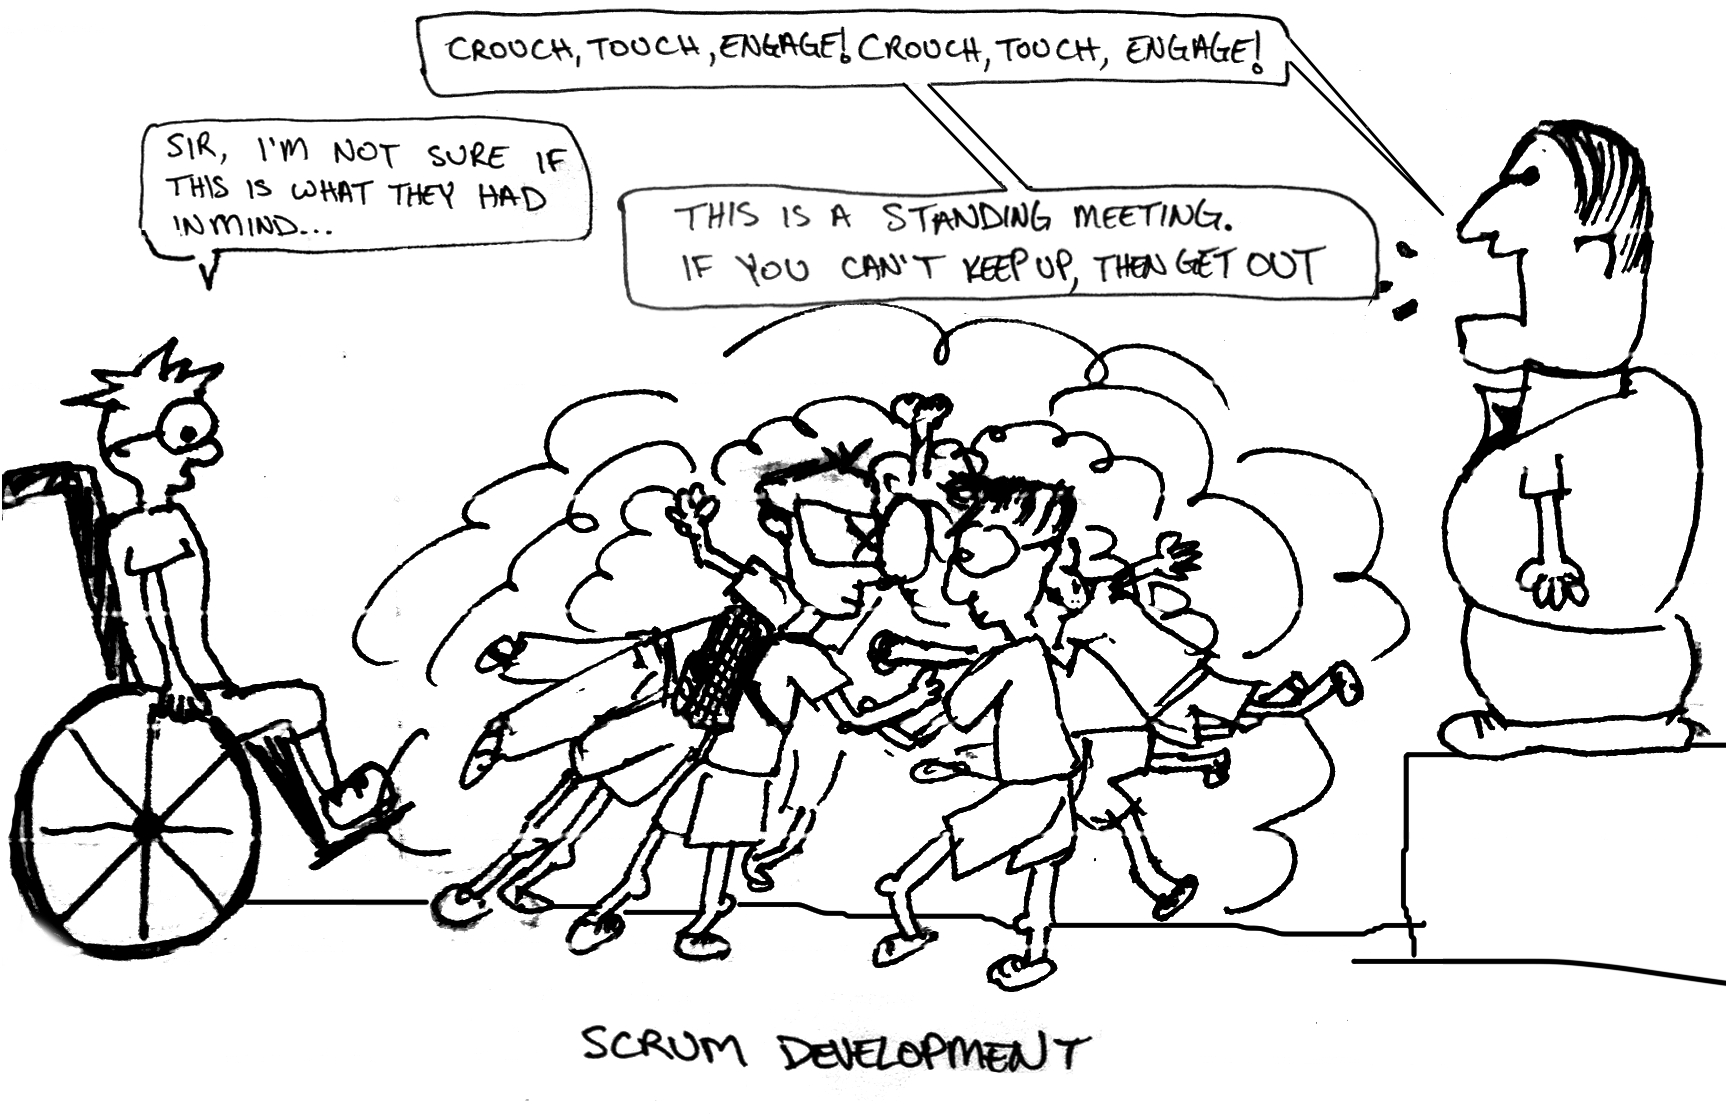 CROUCH, TOUCH, ENGAGE! CROUCH, TOUCH, ENGAGE!
SIR, I'M NOT SURE IF
THIS IS WHAT THEY HAD
IN MIND...
THIS IS A STANDING MEETING.
IF YOU CAN'T KEEP UP, THEN GET OUT
SCRUM DEVELOPMENT